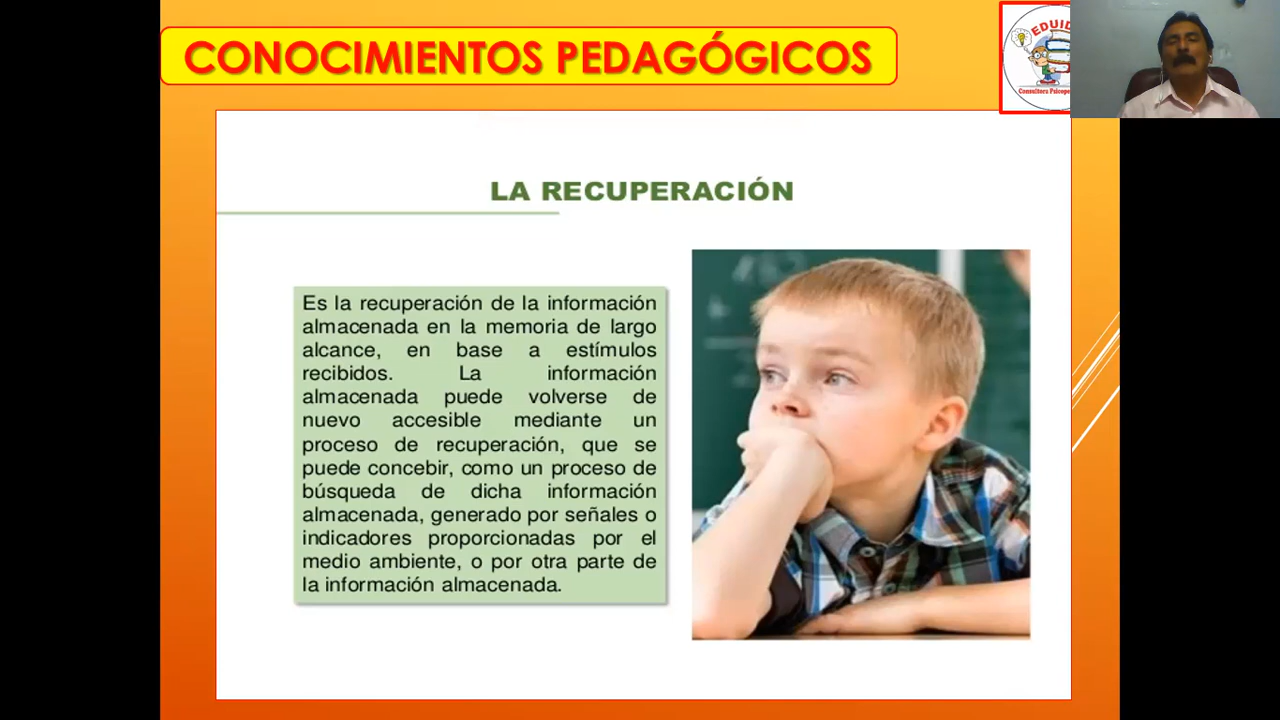 CONOCIMIENTOS PEDAGÓGICOS
LA RECUPERACIÓN
Es la recuperación de la información
almacenada en la memoria de largo
alcance, en base a estímulos
recibidos. La información
almacenada puede volverse de
nuevo accesible mediante un
proceso de recuperación, que se
puede concebir, como un proceso de
búsqueda de dicha información
almacenada, generado por señales o
indicadores proporcionadas por el
medio ambiente, o por otra parte de
la información almacenada.